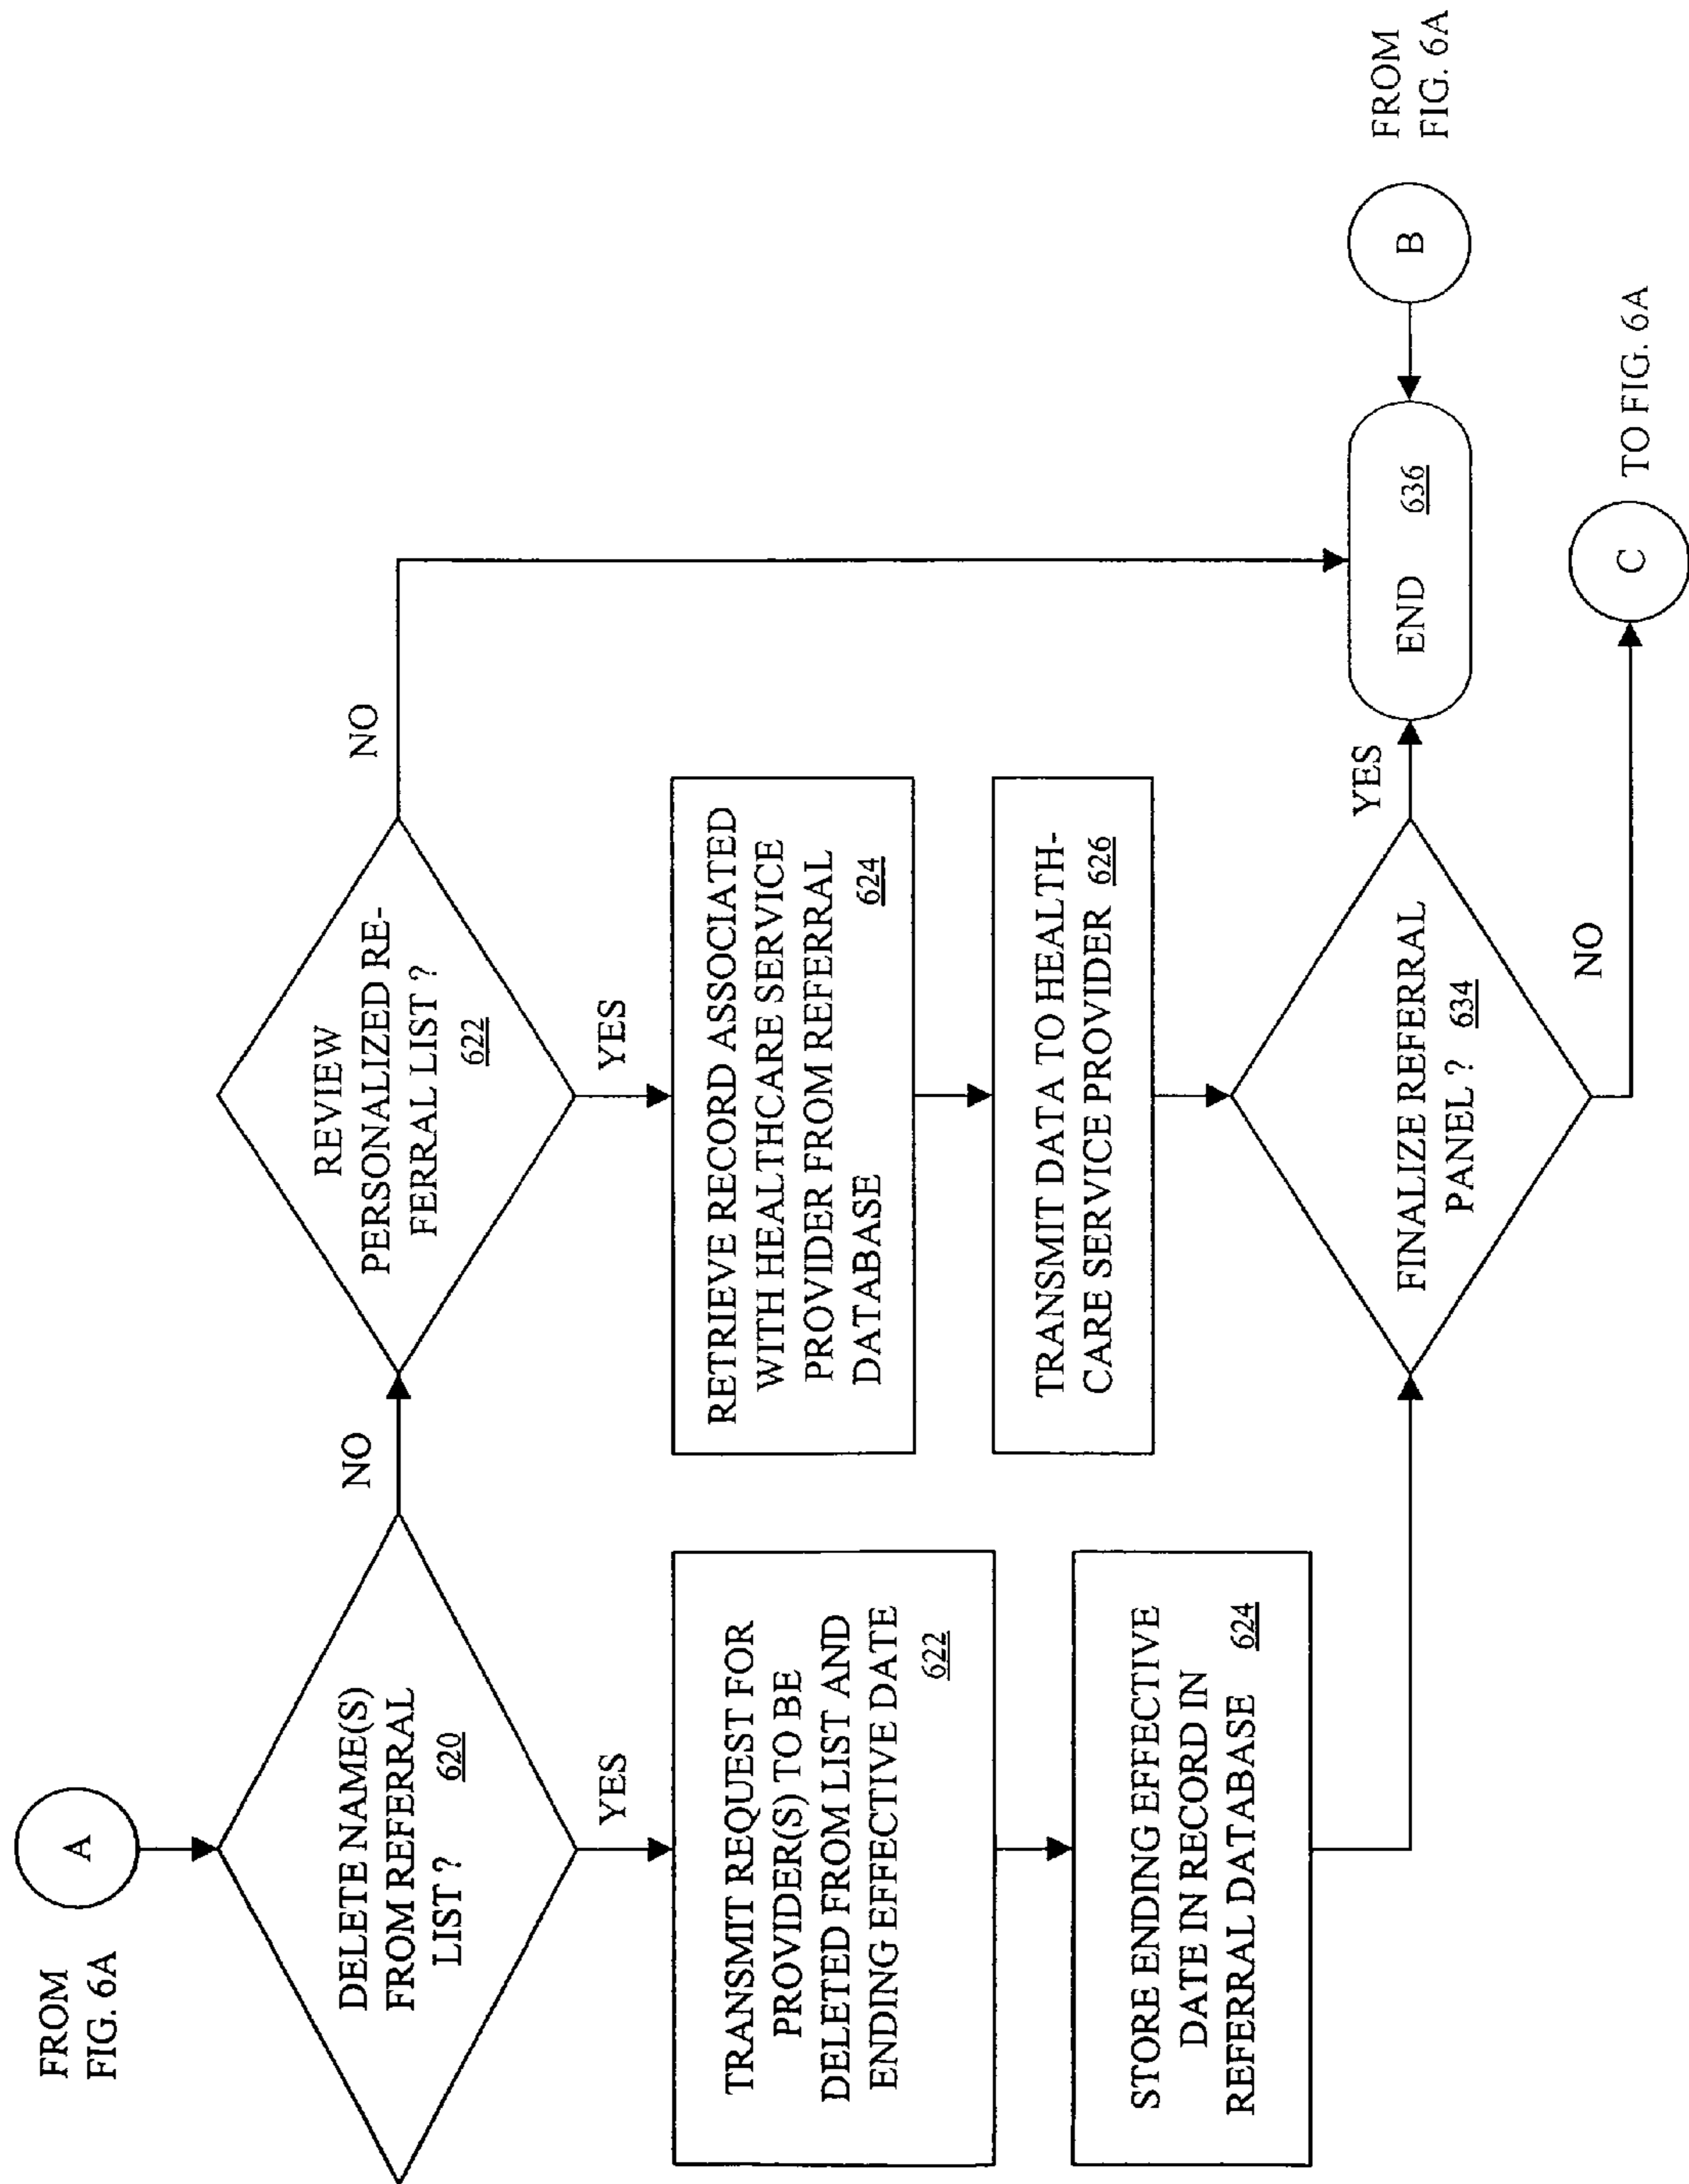 FROM
FIG. 6A
A
DELETE NAME(S)
FROM REFERRAL
LIST ? 620
NO
YES
REVIEW
PERSONALIZED RE-
FERRAL LIST ?
622
NO
YES
TRANSMIT REQUEST FOR
PROVIDER(S) TO BE
DELETED FROM LIST AND
ENDING EFFECTIVE DATE
622
STORE ENDING EFFECTIVE
DATE IN RECORD IN
REFERRAL DATABASE 624
RETRIEVE RECORD ASSOCIATED
WITH HEALTHCARE SERVICE
PROVIDER FROM REFERRAL
DATABASE 624
TRANSMIT DATA TO HEALTH-
CARE SERVICE PROVIDER 626
FINALIZE REFERRAL
PANEL ? 634
YES
NO
END 636
B
FROM
FIG. 6A
C
TO FIG. 6A